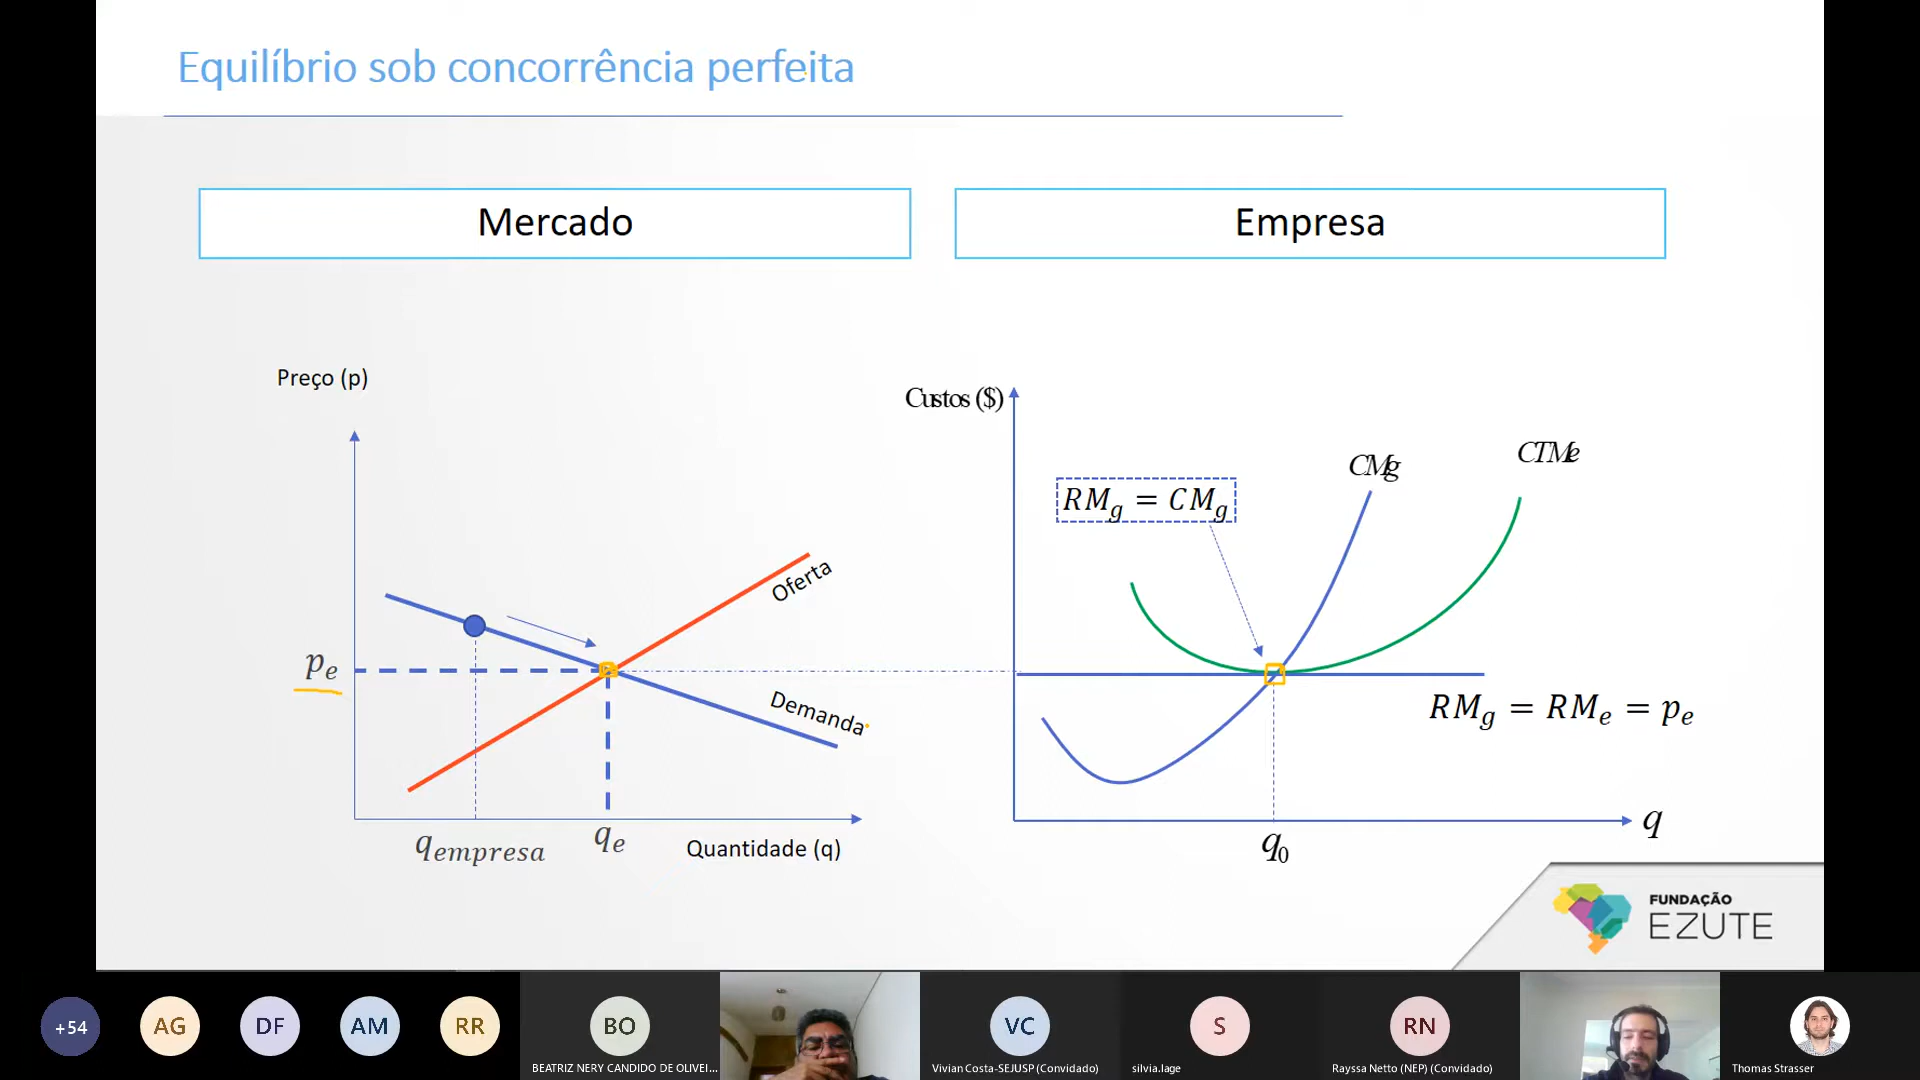 Equilíbrio sob concorrência perfeita
Mercado
Empresa
Preço (p)
Custos ($)
CMg
CTMe
RMg = CMg
Oferta
pe
Demanda
RMg = RMe = pe
qempresa
qe
Quantidade (q)
q0
q
FUNDAÇÃO
EZUTE
+54
AG
DF
AM
RR
BO
VC
S
RN
BEATRIZ NERY CANDIDO DE OLIVEI...
Vivian Costa-SEJUSP (Convidado)
silvia.lage
Rayssa Netto (NEP) (Convidado)
Thomas Strasser